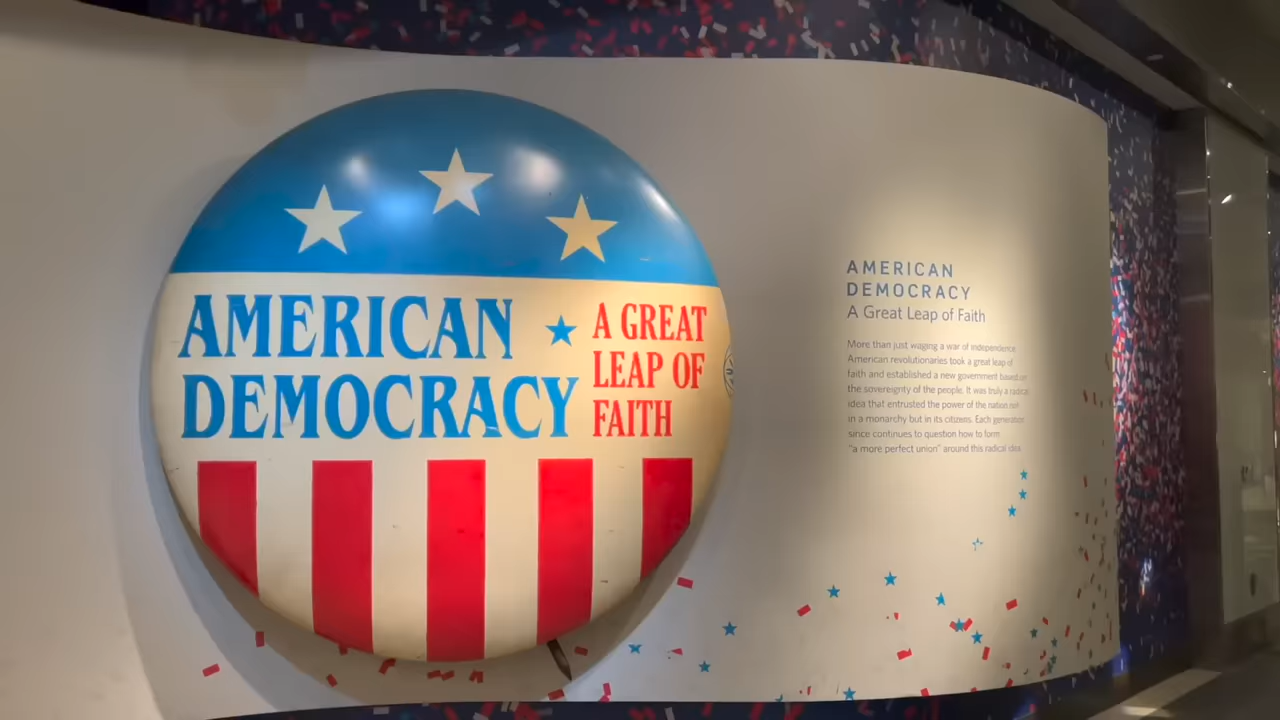 AMERICAN
DEMOCRACY
A GREAT
LEAP OF
FAITH
AMERICAN
DEMOCRACY
A Great Leap of Faith
More than just waging a war of independence
American revolutionaries took a great leap of
faith and established a new government based on
the sovereignty of the people. It was truly a radical
idea that entrusted the power of the nation not
in a monarchy but in its citizens. Each generation
since continues to question how to form
"a more perfect union" around this radical idea.